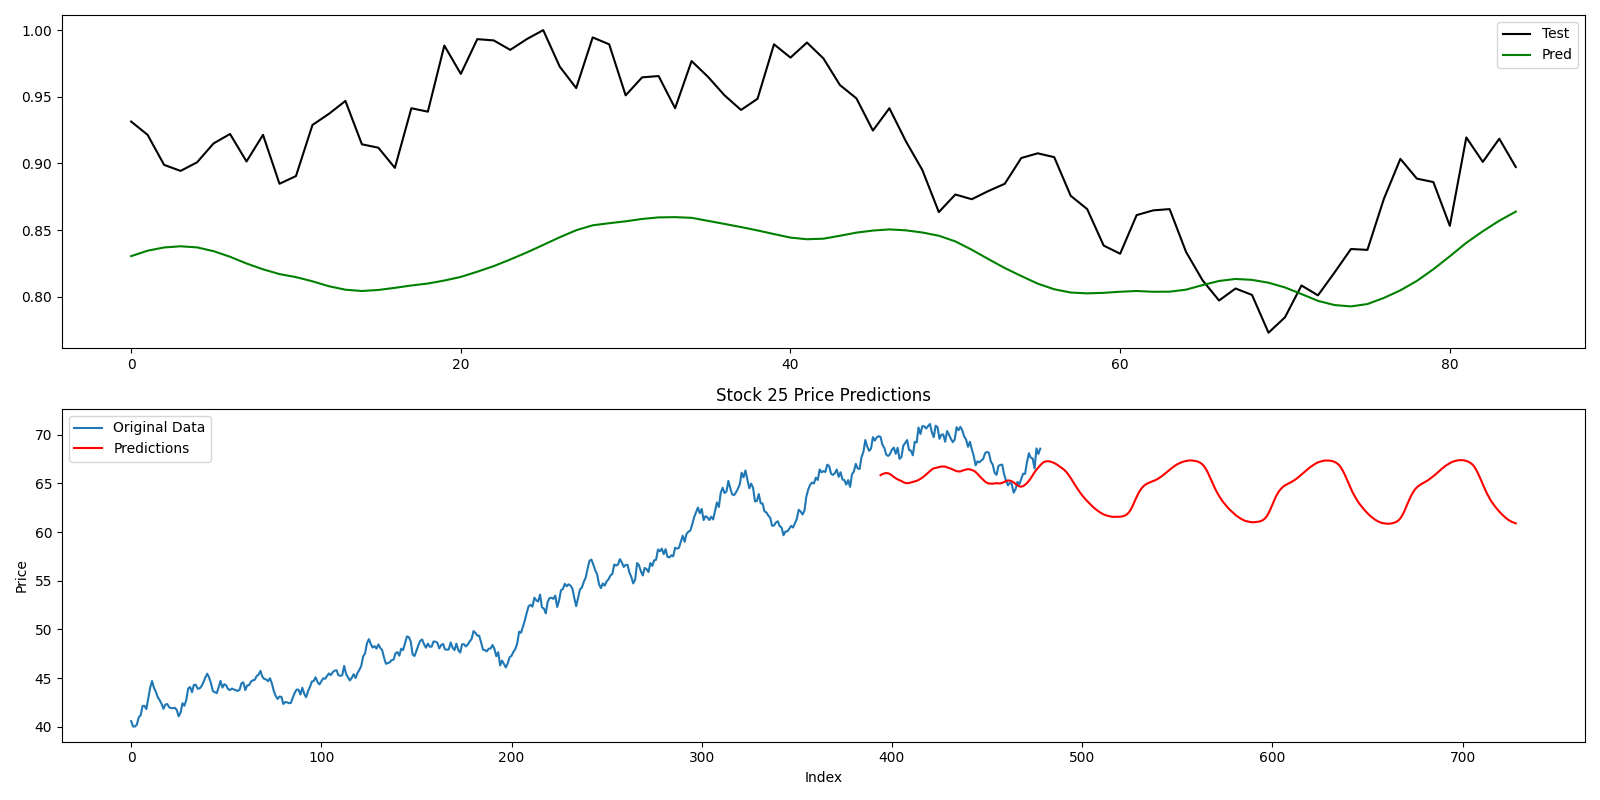 1.00
0.95
0.90
0.85
0.80
Test
Pred
0 20 40 60 80
Stock 25 Price Predictions
Original Data
Predictions
Price
70
65
60
55
50
45
40
0 100 200 300 400 500 600 700
Index